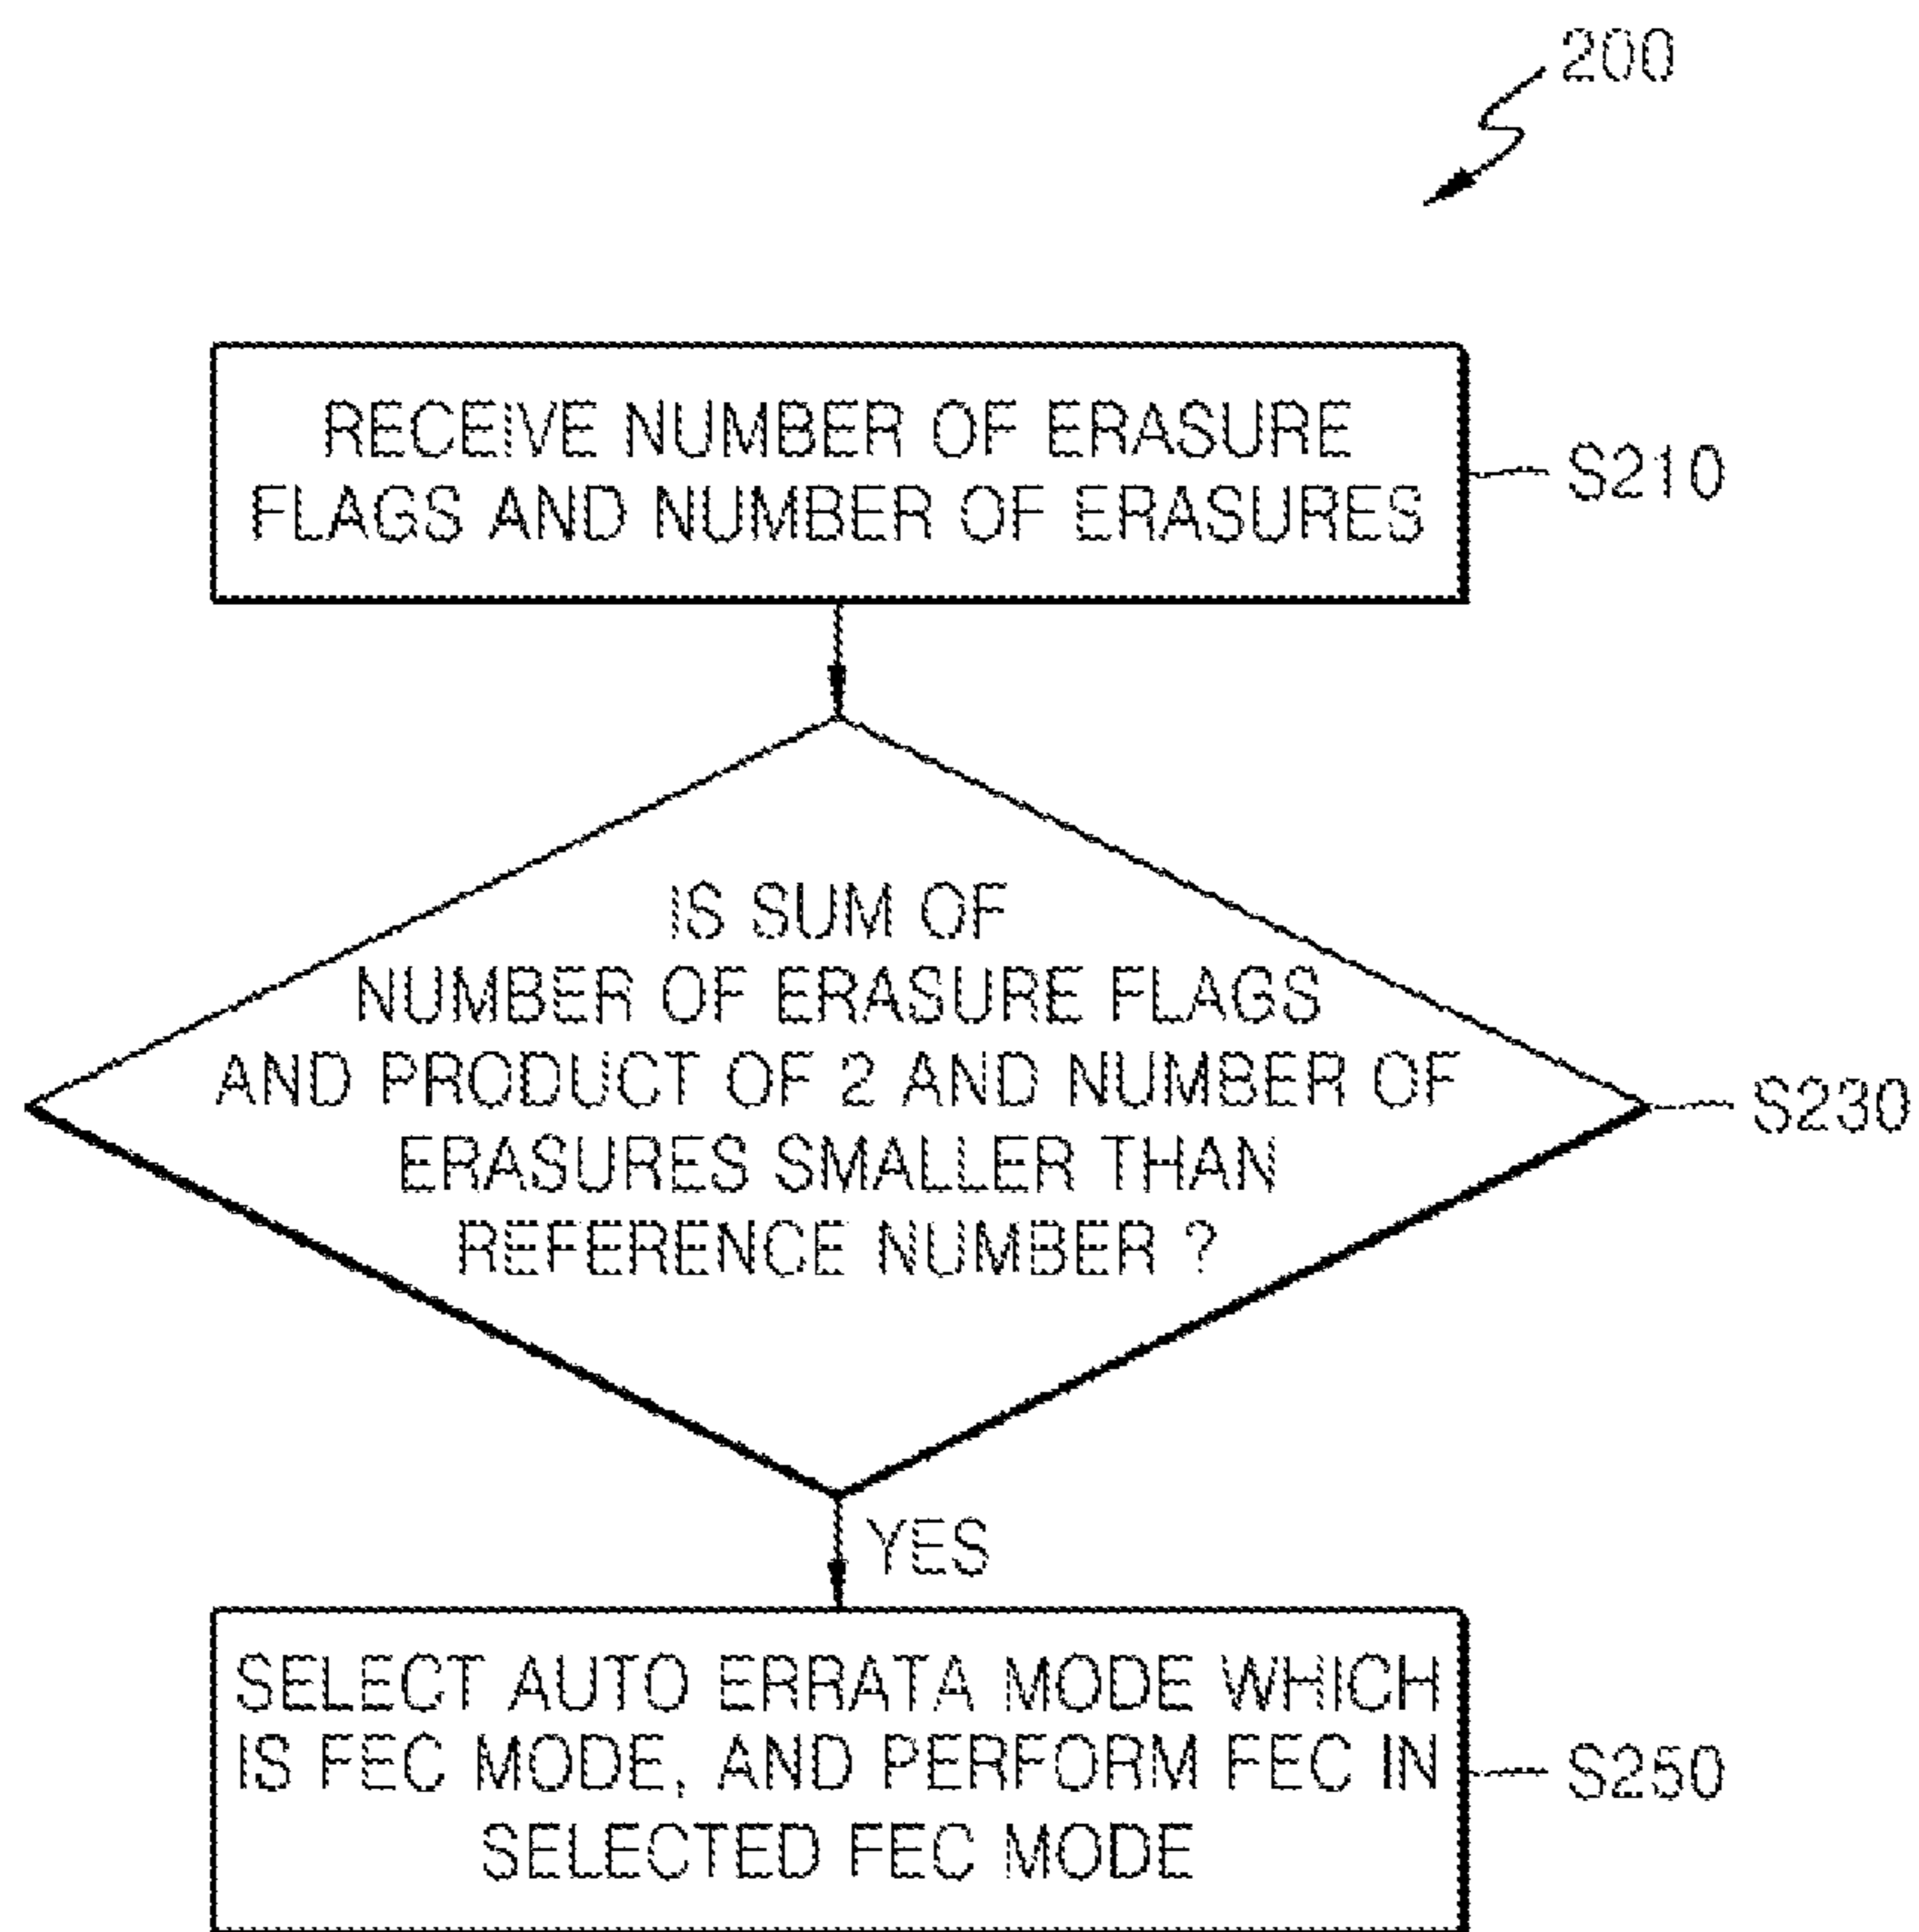 200
RECEIVE NUMBER OF ERASURE
FLAGS AND NUMBER OF ERASURES
S210
IS SUM OF
NUMBER OF ERASURE FLAGS
AND PRODUCT OF 2 AND NUMBER OF
ERASURES SMALLER THAN
REFERENCE NUMBER ?
S230
YES
SELECT AUTO ERRATA MODE WHICH
IS FEC MODE, AND PERFORM FEC IN
SELECTED FEC MODE
S250